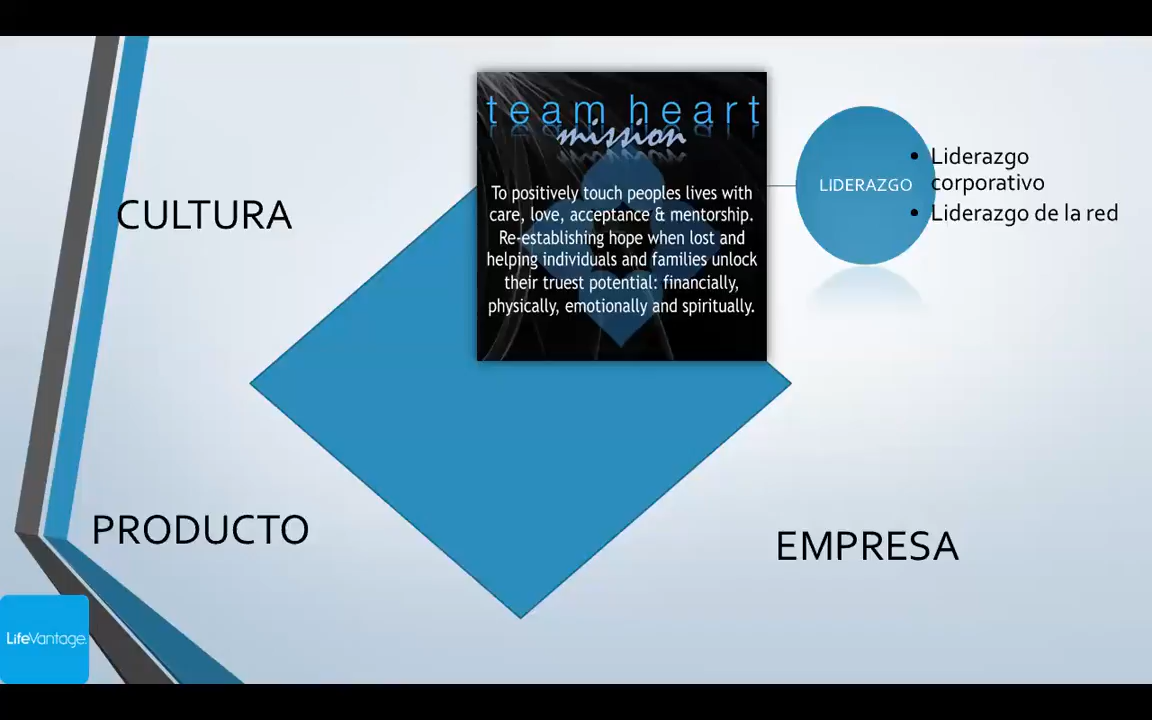 team heart
mission
To positively touch peoples lives with
care, love, acceptance & mentorship.
Re-establishing hope when lost and
helping individuals and families unlock
their truest potential: financially,
physically, emotionally and spiritually.
LIDERAZGO
• Liderazgo
corporativo
• Liderazgo de la red
CULTURA
PRODUCTO
EMPRESA
LifeVantage.